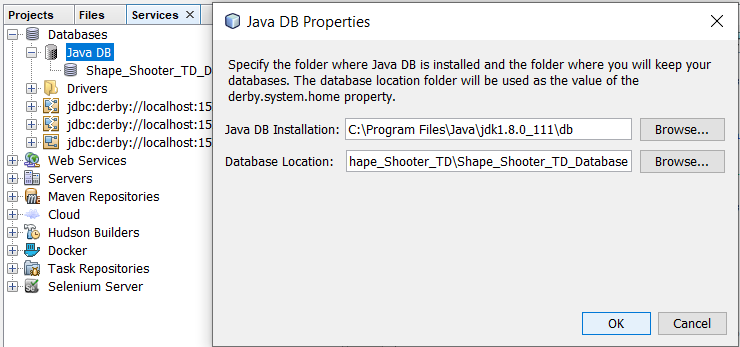 Projects Files Services
Databases
Java DB
Shape_Shooter_TD_D
Drivers
jdbc:derby://localhost:15
jdbc:derby://localhost:15
jdbc:derby://localhost:15
Web Services
Servers
Maven Repositories
Cloud
Hudson Builders
Docker
Task Repositories
Selenium Server
Java DB Properties
Specify the folder where Java DB is installed and the folder where you will keep your
databases. The database location folder will be used as the value of the
derby.system.home property.
Java DB Installation: C:\Program Files\Java\jdk1.8.0_111\db Browse...
Database Location: hape_Shooter_TD\Shape_Shooter_TD_Database Browse...
OK Cancel